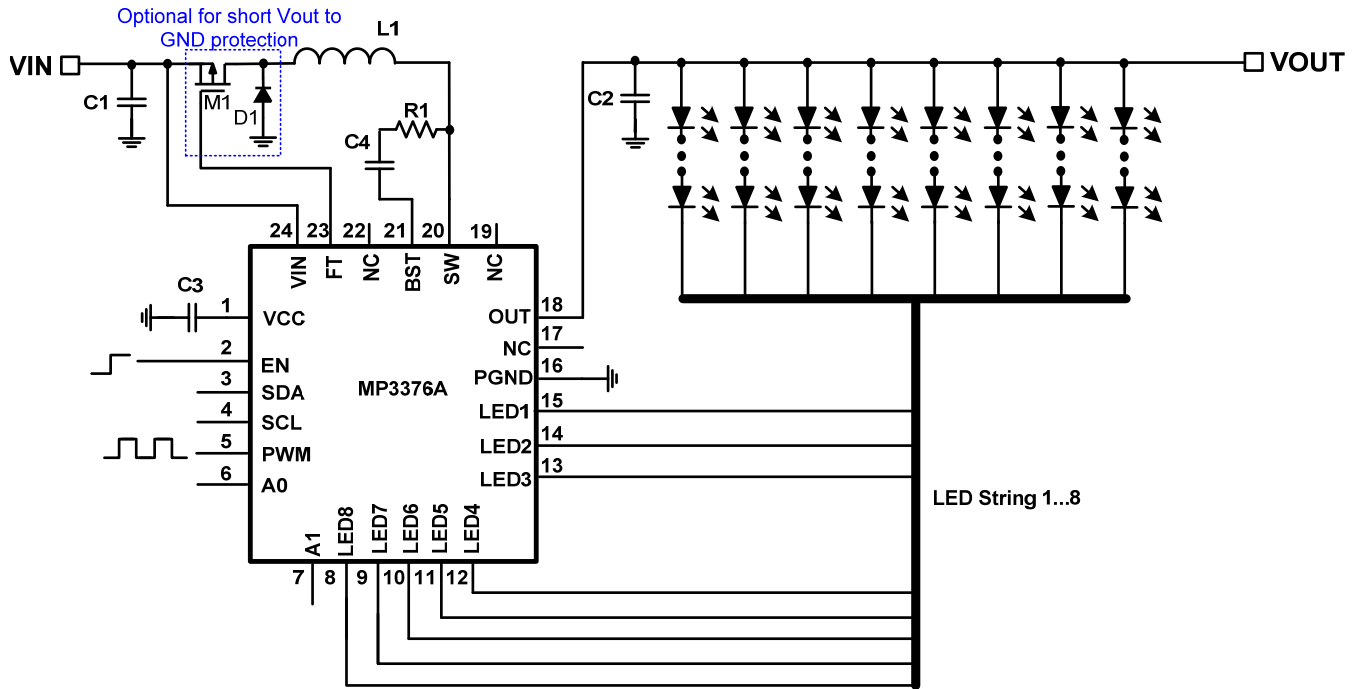 Optional for short Vout to
GND protection
L1
VIN
VOUT
C1
M1
D1
R1
C2
C4
24
23
22
21
20
19
VIN
FT
NC
BST
SW
NC
C3
1
VCC
2
EN
3
SDA
4
SCL
5
PWM
6
A0
MP3376A
OUT
18
NC
17
PGND
16
LED1
15
LED2
14
LED3
13
LED String 1...8
A1
LED8
LED7
LED6
LED5
LED4
7
8
9
10
11
12